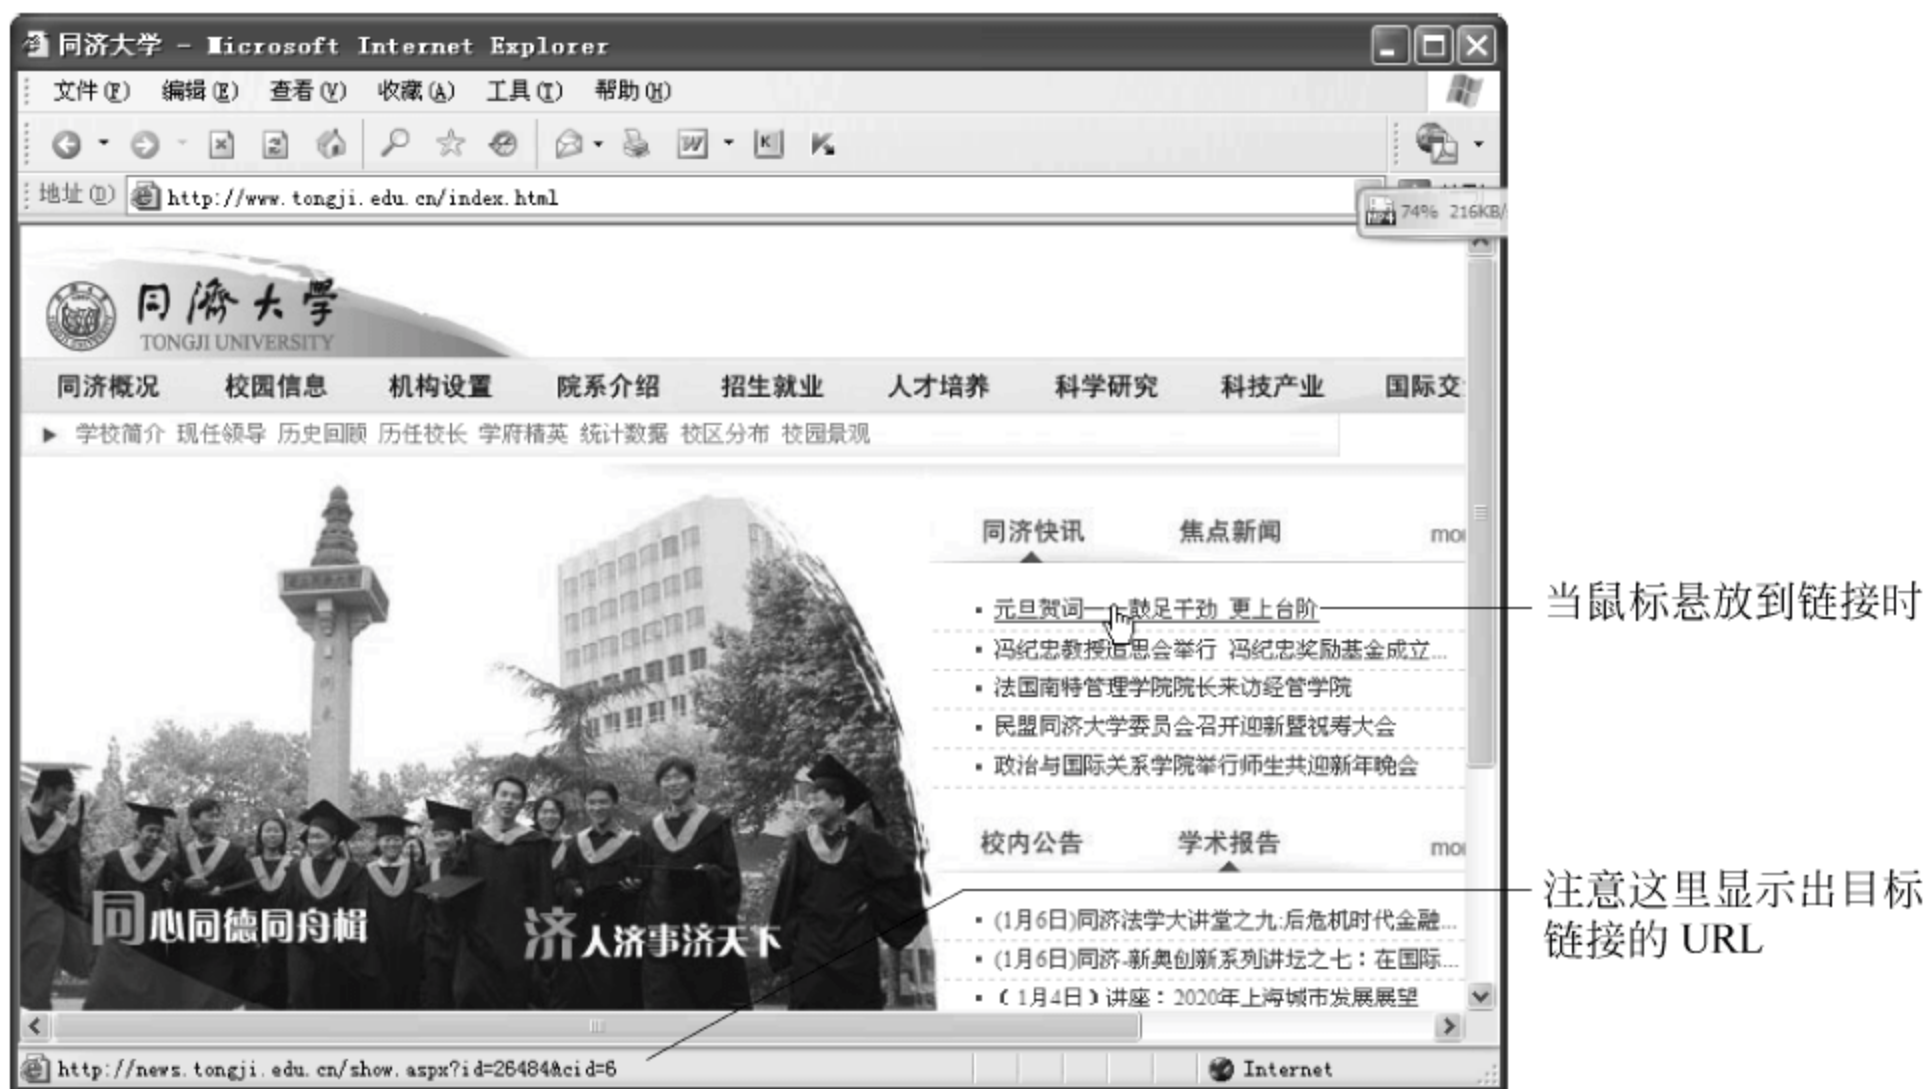 同济大学 - Microsoft Internet Explorer
文件(F) 编辑(E) 查看(V) 收藏(A) 工具(T) 帮助(H)
地址(D) http://www.tongji.edu.cn/index.html
74% 216KB/
同濟大學
TONGJI UNIVERSITY
同济概况 校园信息 机构设置 院系介绍 招生就业 人才培养 科学研究 科技产业 国际交
学校简介 现任领导 历史回顾 历任校长 学府精英 统计数据 校区分布 校园景观
同济快讯 焦点新闻 mo
元旦贺词— 鼓足干劲 更上台阶
当鼠标悬放到链接时
冯纪忠教授追思会举行 冯纪忠奖励基金成立...
法国南特管理学院院长来访经管学院
民盟同济大学委员会召开迎新暨祝寿大会
政治与国际关系学院举行师生共迎新年晚会
校内公告 学术报告 mo
注意这里显示出目标
链接的 URL
同心同德同舟楫
济人济事济天下
(1月6日)同济法学大讲堂之九:后危机时代金融...
(1月6日)同济-新奥创新系列讲坛之七：在国际...
（1月4日）讲座：2020年上海城市发展展望
http://news.tongji.edu.cn/show.aspx?id=26484&cid=6
Internet